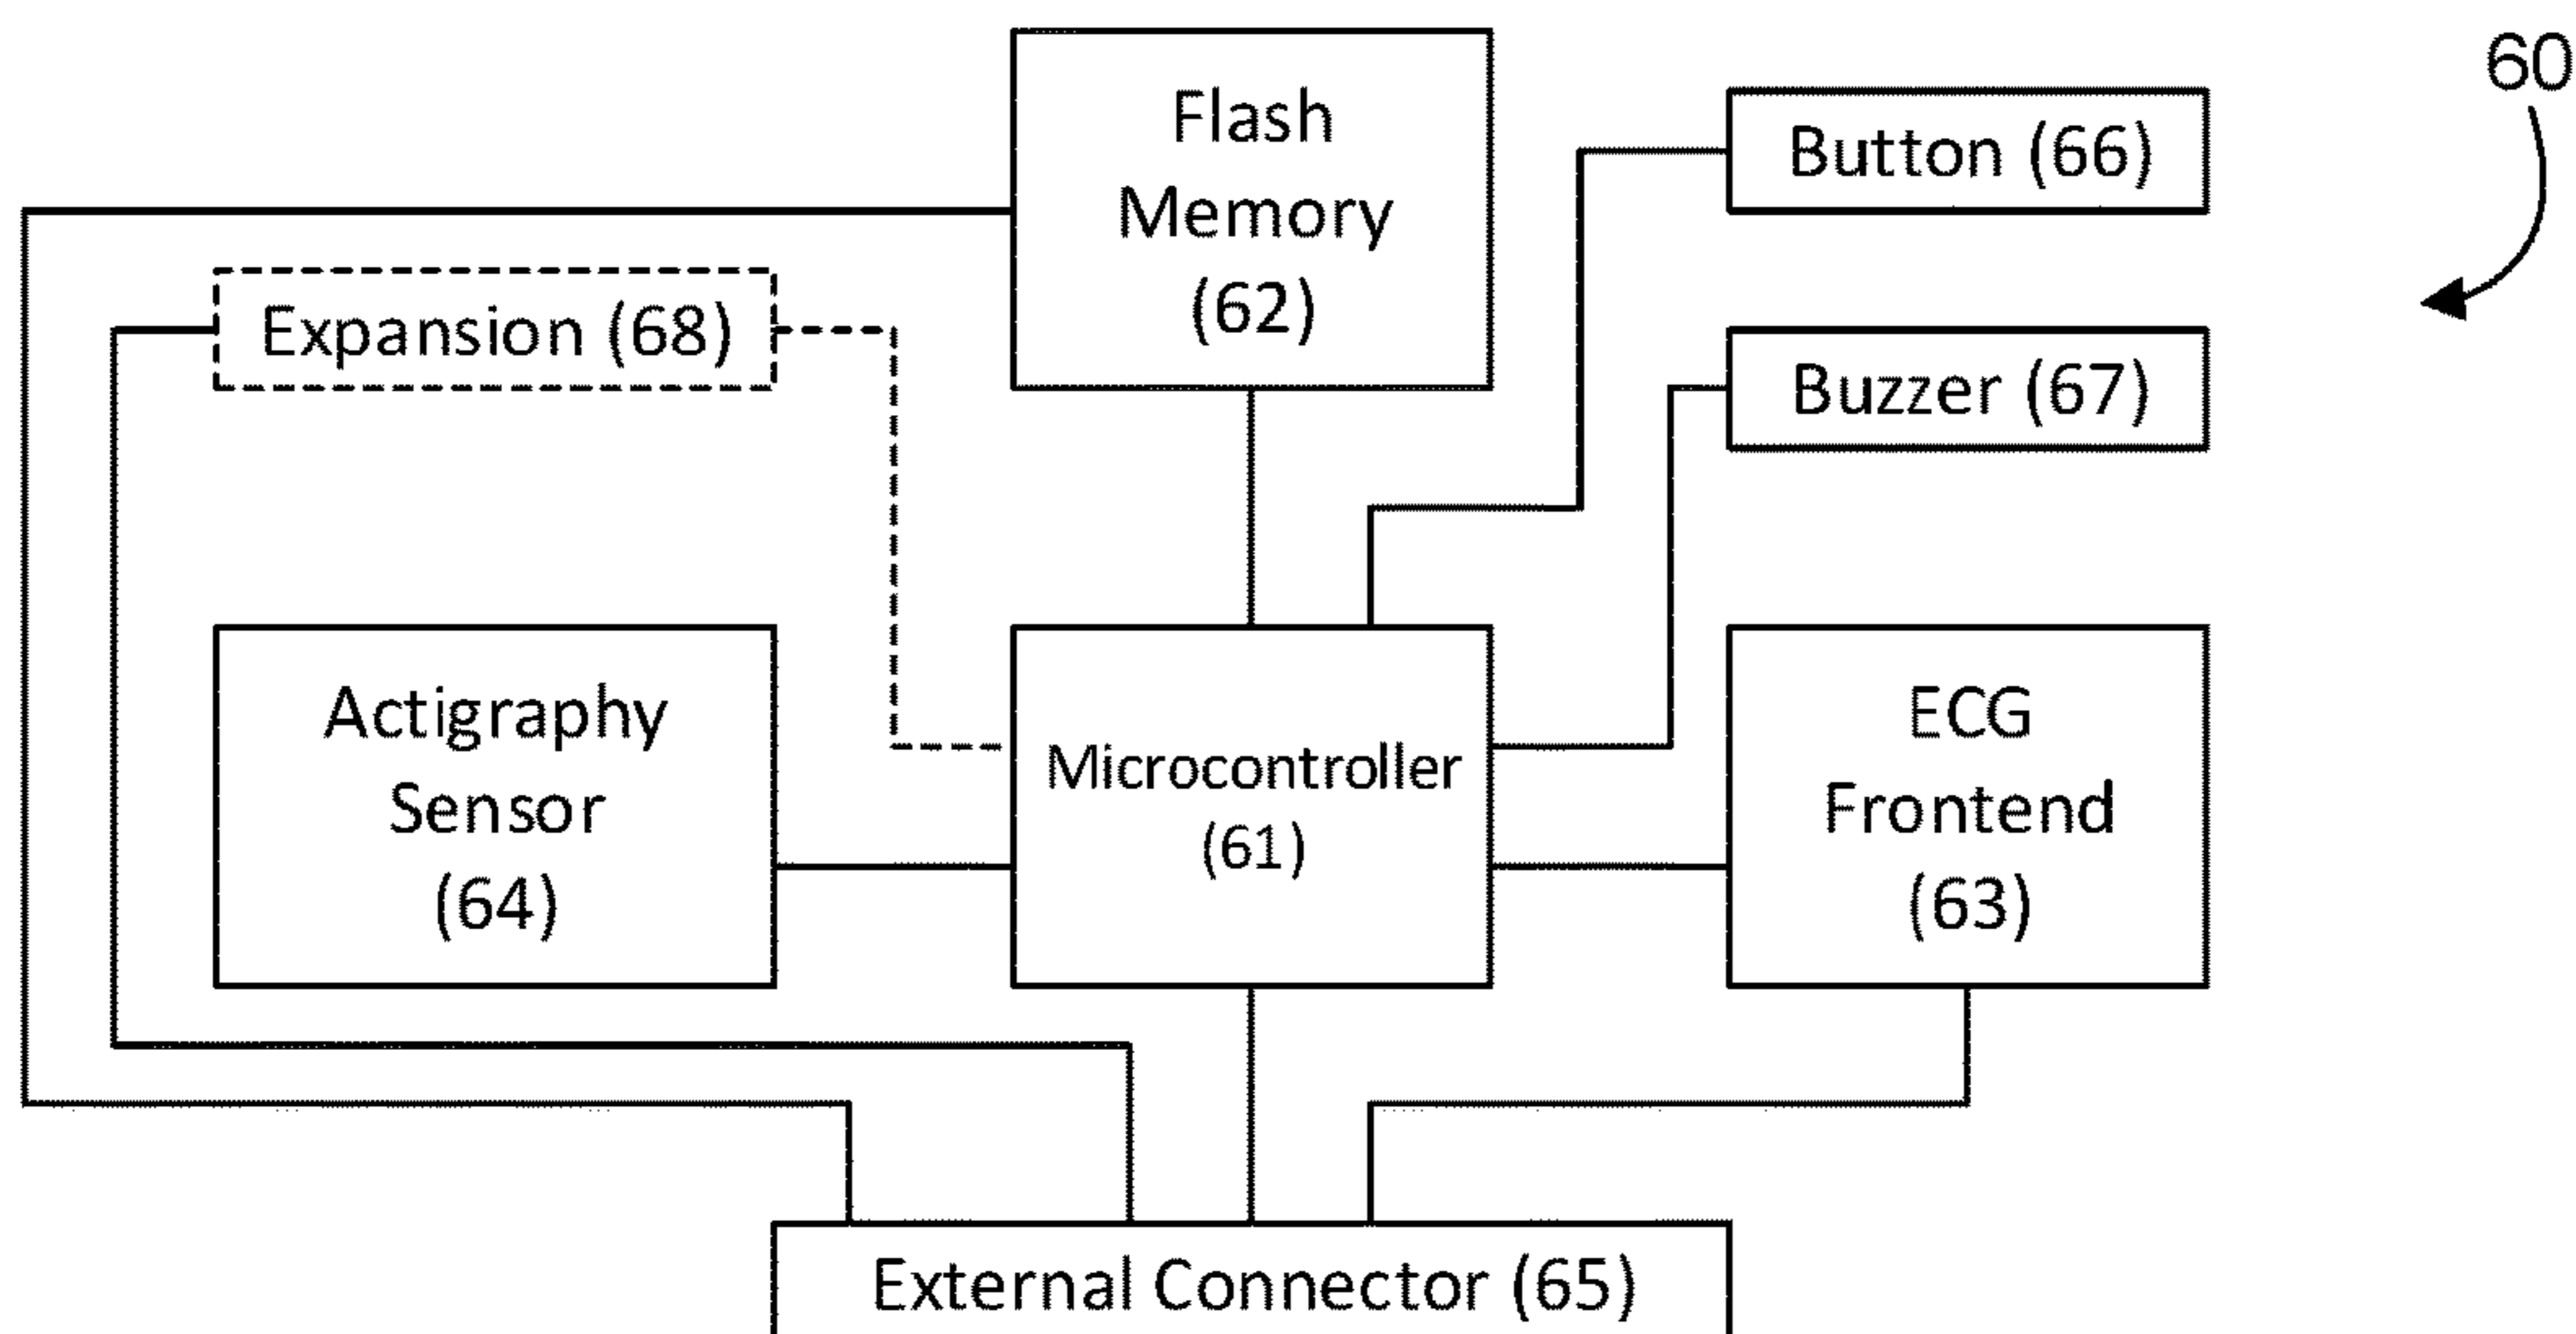 60
Flash
Memory
(62)
Button (66)
Expansion (68)
Buzzer (67)
Actigraphy
Sensor
(64)
Microcontroller
(61)
ECG
Frontend
(63)
External Connector (65)